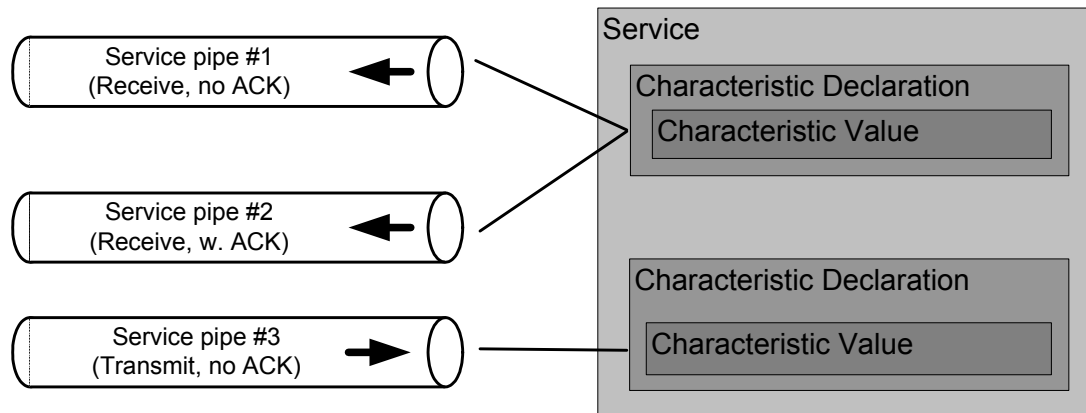 Service pipe #1
(Receive, no ACK)
Service pipe #2
(Receive, w. ACK)
Service pipe #3
(Transmit, no ACK)
Service
Characteristic Declaration
Characteristic Value
Characteristic Declaration
Characteristic Value